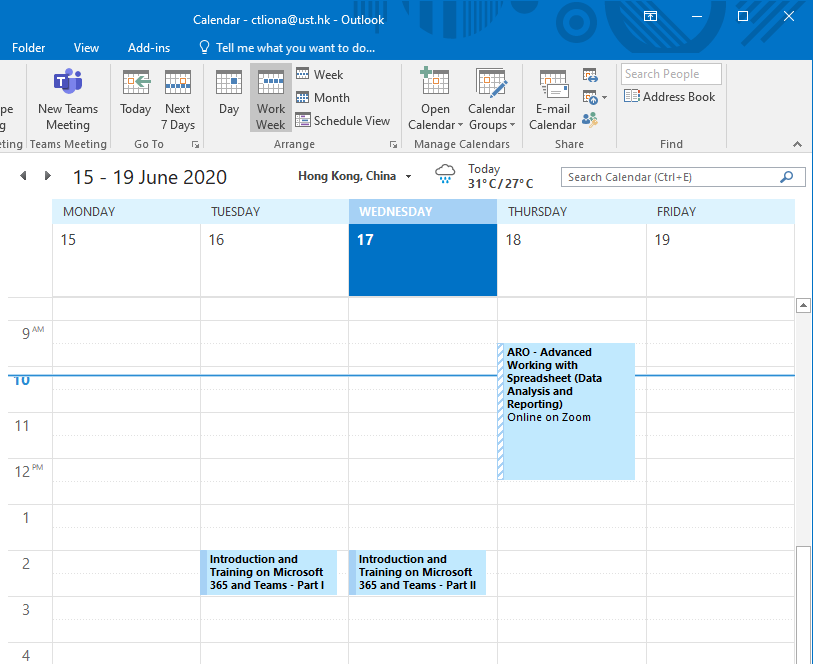 Calendar - ctliona@ust.hk - Outlook
Folder View Add-ins Tell me what you want to do...
pe
g
New Teams
Meeting
Today
Next
7 Days
Day
Work
Week
Week
Month
Schedule View
Open
Calendar
Calendar
Groups
E-mail
Calendar
Search People
Address Book
eting Teams Meeting Go To Arrange Manage Calendars Share Find
15 - 19 June 2020
Hong Kong, China
Today
31°C/27°C
Search Calendar (Ctrl+E)
MONDAY TUESDAY WEDNESDAY THURSDAY FRIDAY
15 16 17 18 19
9 AM
ARO - Advanced
Working with
Spreadsheet (Data
Analysis and
Reporting)
Online on Zoom
10
11
12 PM
1
2
Introduction and
Training on Microsoft
365 and Teams - Part I
Introduction and
Training on Microsoft
365 and Teams - Part II
3
4